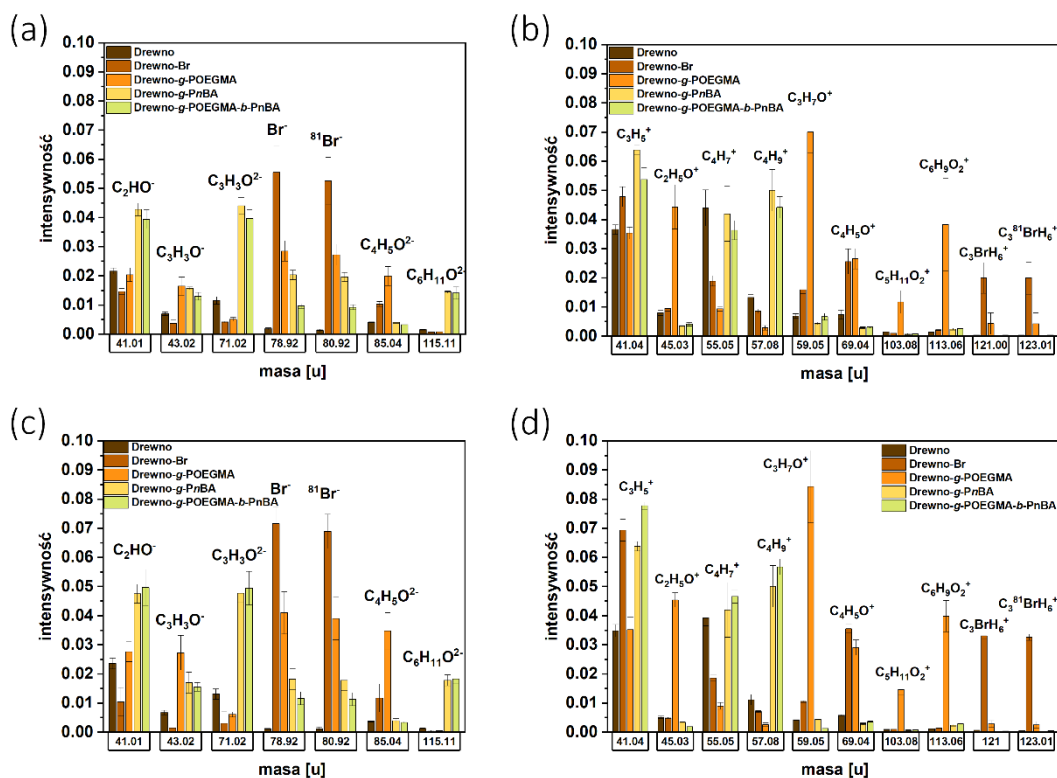 (a)
0.10
0.09
0.08
0.07
0.06
0.05
0.04
0.03
0.02
0.01
0.00
intensywność
Drewno
Drewno-Br
Drewno-g-POEGMA
Drewno-g-PnBA
Drewno-g-POEGMA-b-PnBA
C₂HO⁻
C₃H₃O⁻
C₃H₃O²⁻
Br⁻
⁸¹Br⁻
C₄H₅O²⁻
C₆H₁₁O²⁻
41.01 43.02 71.02 78.92 80.92 85.04 115.11
masa [u]
(b)
0.10
0.09
0.08
0.07
0.06
0.05
0.04
0.03
0.02
0.01
0.00
intensywność
Drewno
Drewno-Br
Drewno-g-POEGMA
Drewno-g-PnBA
Drewno-g-POEGMA-b-PnBA
C₃H₅⁺
C₂H₅O⁺
C₄H₇⁺
C₄H₉⁺
C₃H₇O⁺
C₄H₅O⁺
C₅H₁₁O₂⁺
C₆H₉O₂⁺
C₃BrH₆⁺
C₃⁸¹BrH₆⁺
41.04 45.03 55.05 57.08 59.05 69.04 103.08 113.06 121.00 123.01
masa [u]
(c)
0.10
0.09
0.08
0.07
0.06
0.05
0.04
0.03
0.02
0.01
0.00
intensywność
Drewno
Drewno-Br
Drewno-g-POEGMA
Drewno-g-PnBA
Drewno-g-POEGMA-b-PnBA
C₂HO⁻
C₃H₃O⁻
C₃H₃O²⁻
Br⁻
⁸¹Br⁻
C₄H₅O²⁻
C₆H₁₁O²⁻
41.01 43.02 71.02 78.92 80.92 85.04 115.11
masa [u]
(d)
0.10
0.09
0.08
0.07
0.06
0.05
0.04
0.03
0.02
0.01
0.00
intensywność
Drewno
Drewno-Br
Drewno-g-POEGMA
Drewno-g-PnBA
Drewno-g-POEGMA-b-PnBA
C₃H₅⁺
C₂H₅O⁺
C₄H₇⁺
C₄H₉⁺
C₃H₇O⁺
C₄H₅O⁺
C₅H₁₁O₂⁺
C₆H₉O₂⁺
C₃BrH₆⁺
C₃⁸¹BrH₆⁺
41.04 45.03 55.05 57.08 59.05 69.04 103.08 113.06 121 123.01
masa [u]